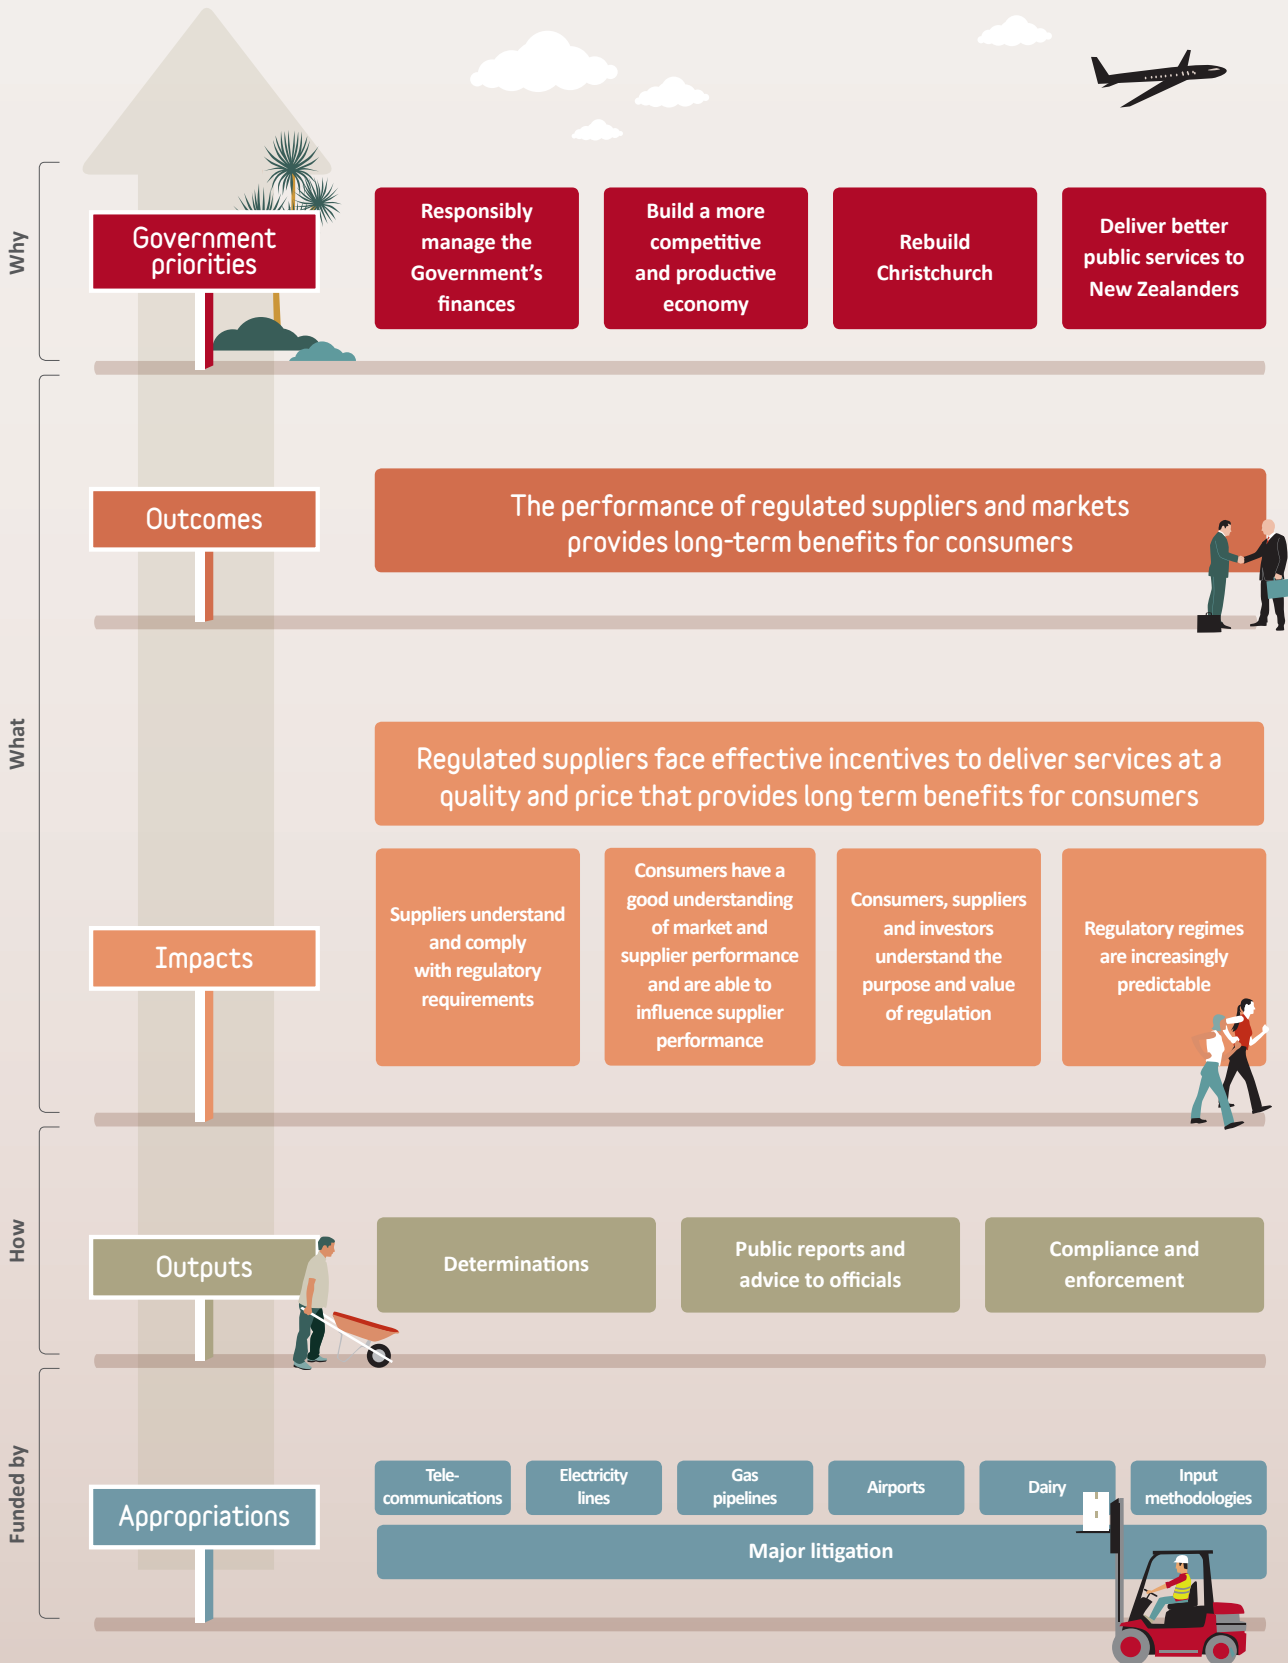 Why
Government
priorities
Responsibly
manage the
Government’s
finances
Build a more
competitive
and productive
economy
Rebuild
Christchurch
Deliver better
public services to
New Zealanders
What
Outcomes
The performance of regulated suppliers and markets
provides long-term benefits for consumers
Regulated suppliers face effective incentives to deliver services at a
quality and price that provides long term benefits for consumers
Impacts
Suppliers understand
and comply
with regulatory
requirements
Consumers have a
good understanding
of market and
supplier performance
and are able to
influence supplier
performance
Consumers, suppliers
and investors
understand the
purpose and value
of regulation
Regulatory regimes
are increasingly
predictable
How
Outputs
Determinations
Public reports and
advice to officials
Compliance and
enforcement
Funded by
Appropriations
Tele-
communications
Electricity
lines
Gas
pipelines
Airports
Dairy
Input
methodologies
Major litigation